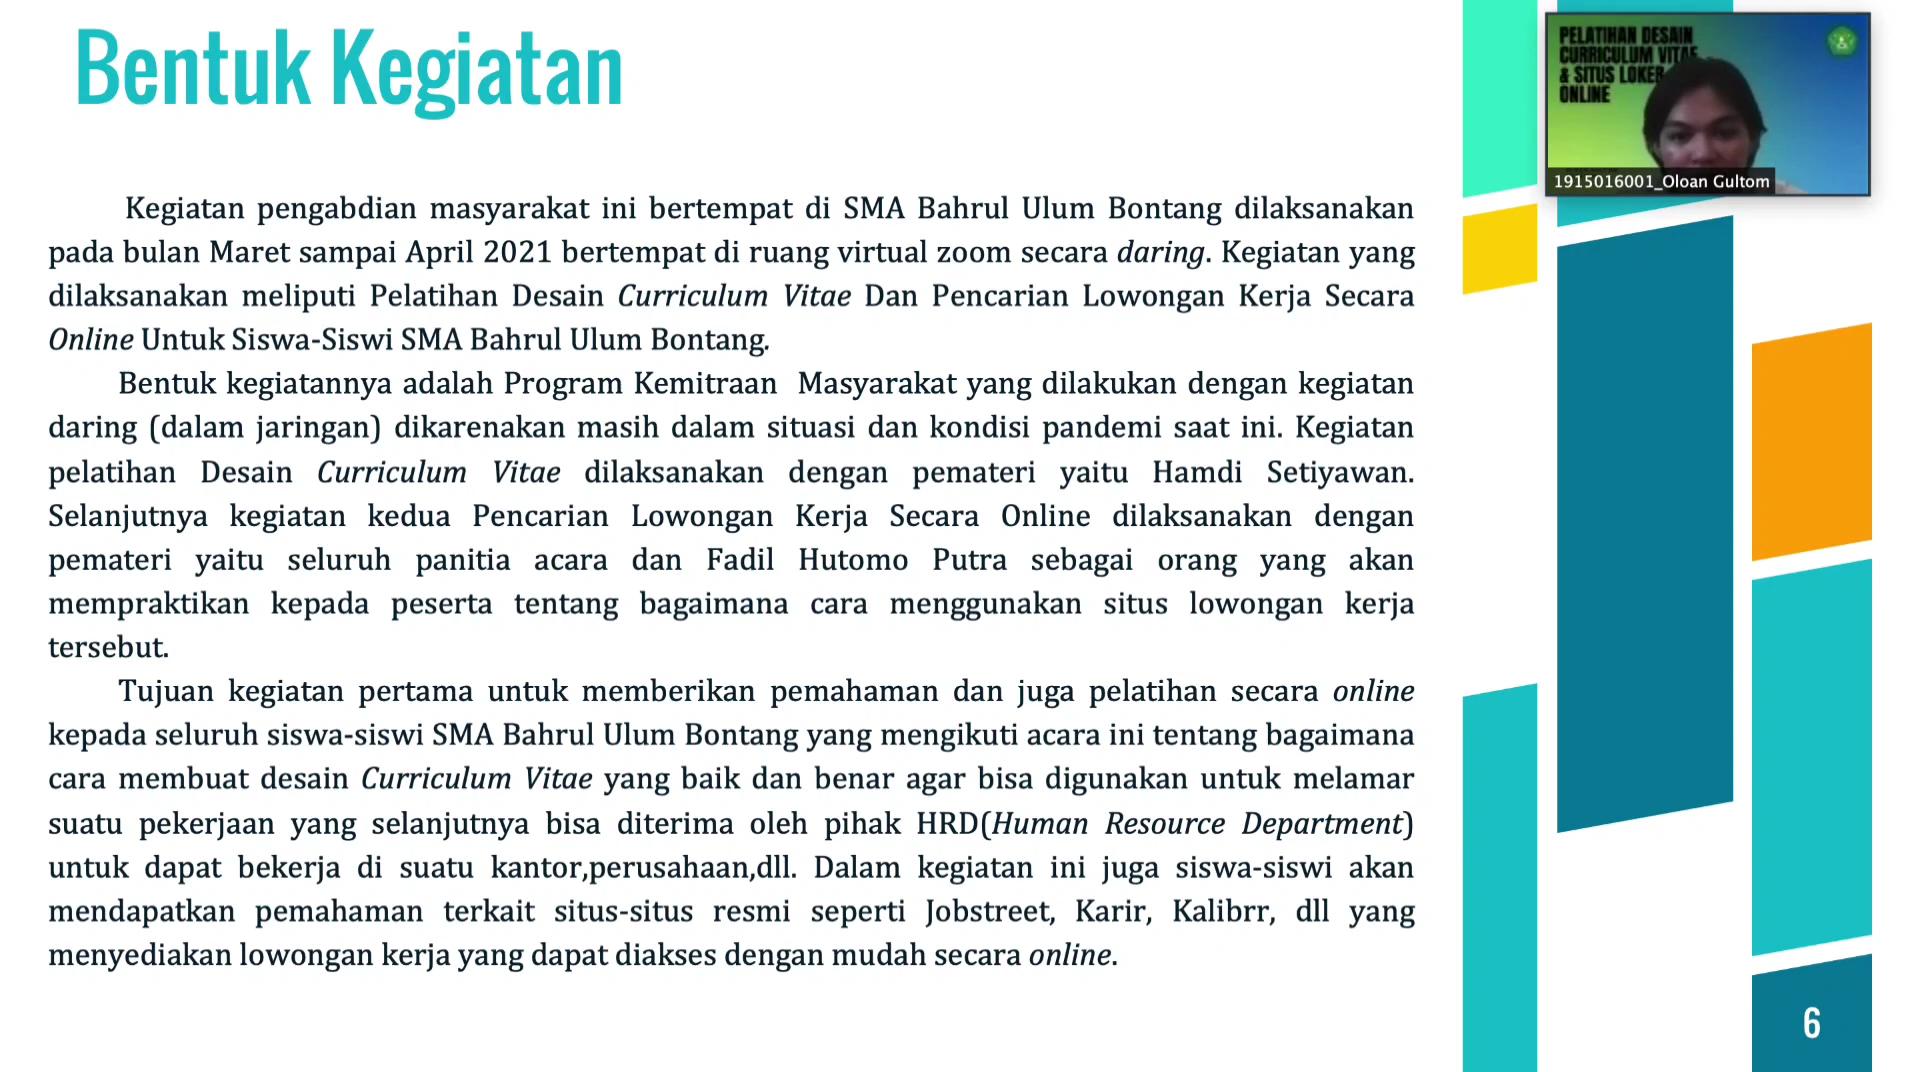 Bentuk Kegiatan
PELATIHAN DESAIN
CURRICULUM VITAE
& SITUS LOKER
ONLINE
1915016001_Oloan Gultom
Kegiatan pengabdian masyarakat ini bertempat di SMA Bahrul Ulum Bontang dilaksanakan
pada bulan Maret sampai April 2021 bertempat di ruang virtual zoom secara daring. Kegiatan yang
dilaksanakan meliputi Pelatihan Desain Curriculum Vitae Dan Pencarian Lowongan Kerja Secara
Online Untuk Siswa-Siswi SMA Bahrul Ulum Bontang.
Bentuk kegiatannya adalah Program Kemitraan Masyarakat yang dilakukan dengan kegiatan
daring (dalam jaringan) dikarenakan masih dalam situasi dan kondisi pandemi saat ini. Kegiatan
pelatihan Desain Curriculum Vitae dilaksanakan dengan pemateri yaitu Hamdi Setiyawan.
Selanjutnya kegiatan kedua Pencarian Lowongan Kerja Secara Online dilaksanakan dengan
pemateri yaitu seluruh panitia acara dan Fadil Hutomo Putra sebagai orang yang akan
mempraktikan kepada peserta tentang bagaimana cara menggunakan situs lowongan kerja
tersebut.
Tujuan kegiatan pertama untuk memberikan pemahaman dan juga pelatihan secara online
kepada seluruh siswa-siswi SMA Bahrul Ulum Bontang yang mengikuti acara ini tentang bagaimana
cara membuat desain Curriculum Vitae yang baik dan benar agar bisa digunakan untuk melamar
suatu pekerjaan yang selanjutnya bisa diterima oleh pihak HRD(Human Resource Department)
untuk dapat bekerja di suatu kantor,perusahaan,dll. Dalam kegiatan ini juga siswa-siswi akan
mendapatkan pemahaman terkait situs-situs resmi seperti Jobstreet, Karir, Kalibrr, dll yang
menyediakan lowongan kerja yang dapat diakses dengan mudah secara online.
6